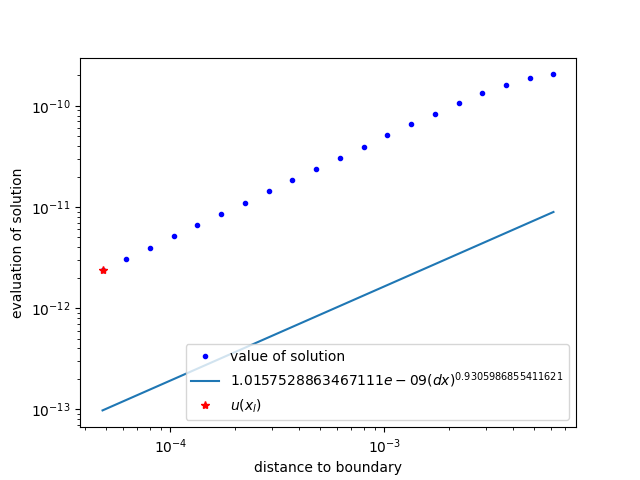 10⁻¹⁰
10⁻¹¹
10⁻¹²
10⁻¹³
evaluation of solution
value of solution
1.0157528863467111e − 09(dx)^0.9305986855411621
u(x_l)
10⁻⁴ 10⁻³
distance to boundary